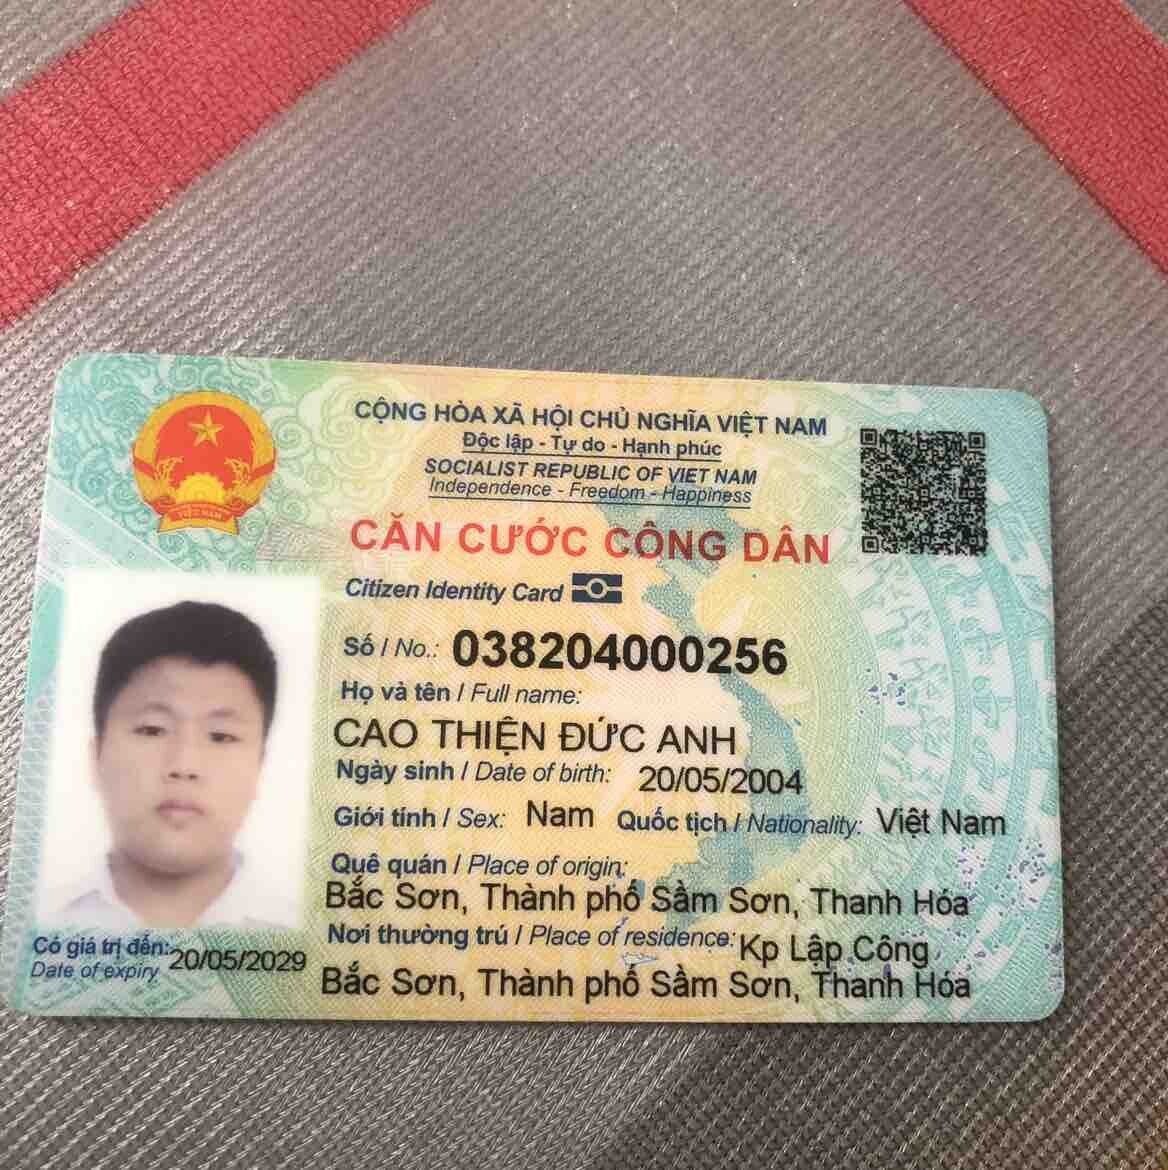 CỘNG HÒA XÃ HỘI CHỦ NGHĨA VIỆT NAM
Độc lập - Tự do - Hạnh phúc
SOCIALIST REPUBLIC OF VIET NAM
Independence - Freedom - Happiness
CĂN CƯỚC CÔNG DÂN
Citizen Identity Card
Số / No.: 038204000256
Họ và tên / Full name:
CAO THIỆN ĐỨC ANH
Ngày sinh / Date of birth: 20/05/2004
Giới tính / Sex: Nam Quốc tịch / Nationality: Việt Nam
Quê quán / Place of origin:
Bắc Sơn, Thành phố Sầm Sơn, Thanh Hóa
Nơi thường trú / Place of residence: Kp Lập Công
Bắc Sơn, Thành phố Sầm Sơn, Thanh Hóa
Có giá trị đến: 20/05/2029
Date of expiry
VIỆT NAM